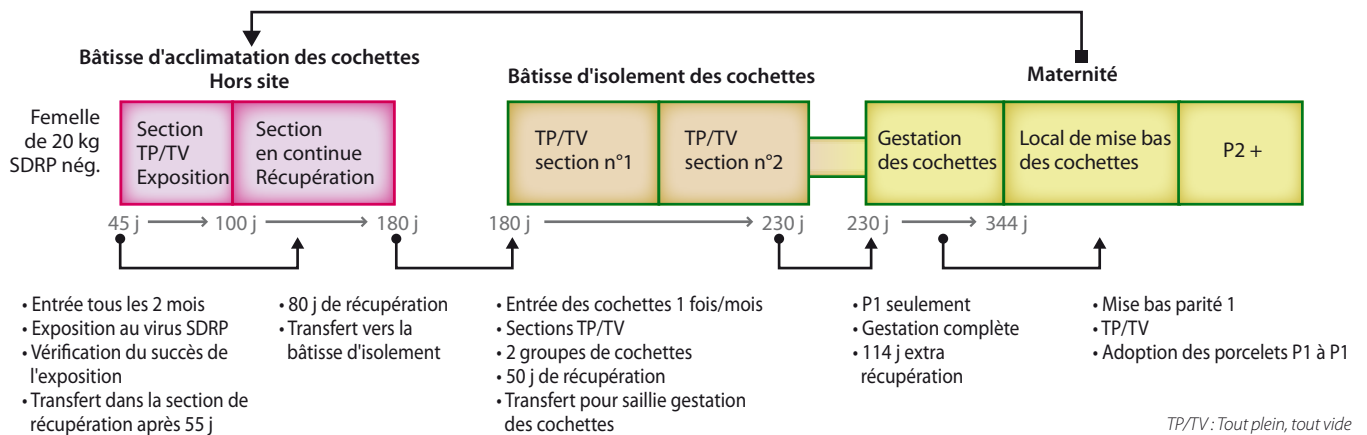 Bâtisse d'acclimatation des cochettes
Hors site
Bâtisse d'isolement des cochettes
Maternité
Femelle
de 20 kg
SDRP nég.
Section
TP/TV
Exposition
Section
en continue
Récupération
TP/TV
section n°1
TP/TV
section n°2
Gestation
des cochettes
Local de mise bas
des cochettes
P2 +
45 j
100 j
180 j
180 j
230 j
230 j
344 j
• Entrée tous les 2 mois
• Exposition au virus SDRP
• Vérification du succès de
l'exposition
• Transfert dans la section de
récupération après 55 j
• 80 j de récupération
• Transfert vers la
bâtisse d'isolement
• Entrée des cochettes 1 fois/mois
• Sections TP/TV
• 2 groupes de cochettes
• 50 j de récupération
• Transfert pour saillie gestation
des cochettes
• P1 seulement
• Gestation complète
• 114 j extra
récupération
• Mise bas parité 1
• TP/TV
• Adoption des porcelets P1 à P1
TP/TV : Tout plein, tout vide